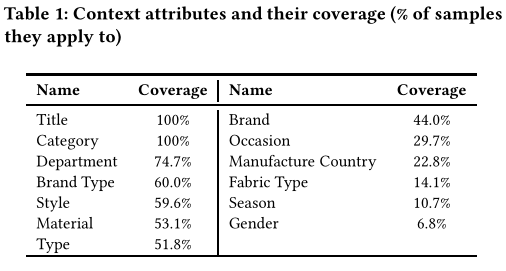 Table 1: Context attributes and their coverage (% of samples
they apply to)
Name Coverage Name Coverage
Title 100% Brand 44.0%
Category 100% Occasion 29.7%
Department 74.7% Manufacture Country 22.8%
Brand Type 60.0% Fabric Type 14.1%
Style 59.6% Season 10.7%
Material 53.1% Gender 6.8%
Type 51.8%